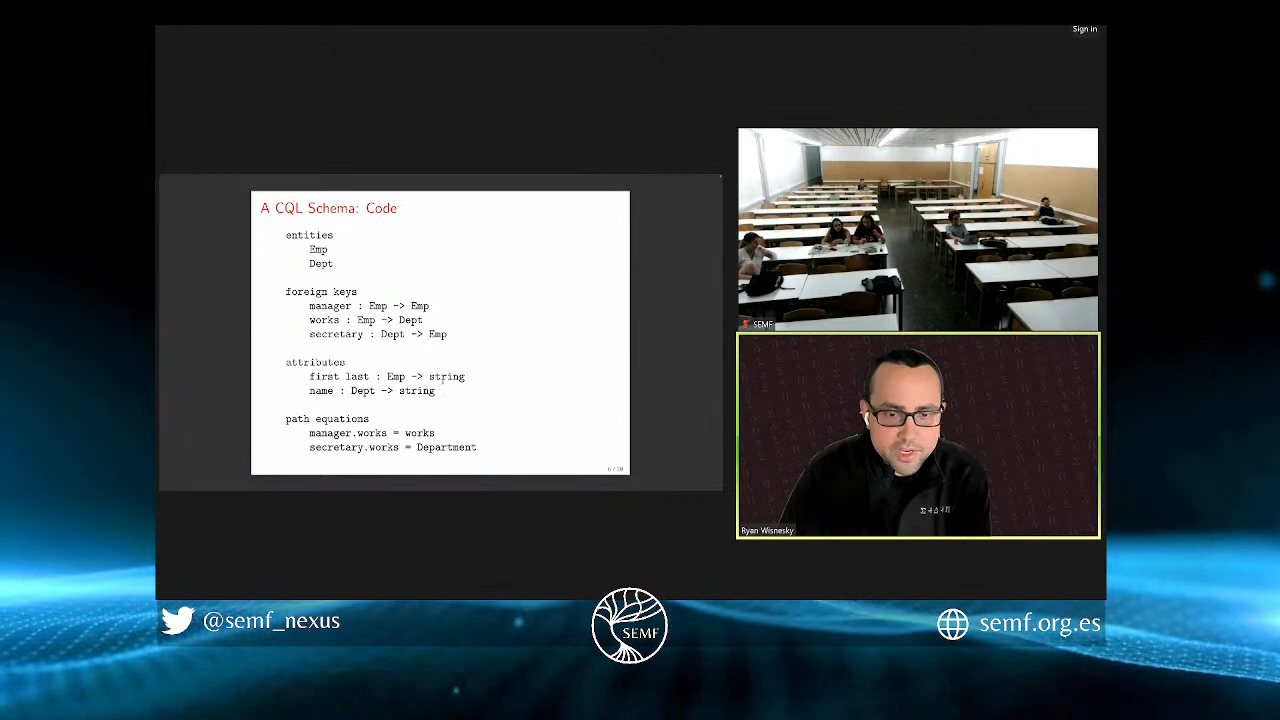 Sign in
A CQL Schema: Code
entities
Emp
Dept
foreign keys
manager : Emp -> Emp
works : Emp -> Dept
secretary : Dept -> Emp
attributes
first last : Emp -> string
name : Dept -> string
path equations
manager.works = works
secretary.works = Department
6 / 39
SEMF
Ryan Wisnesky
@semf_nexus
SEMF
semf.org.es